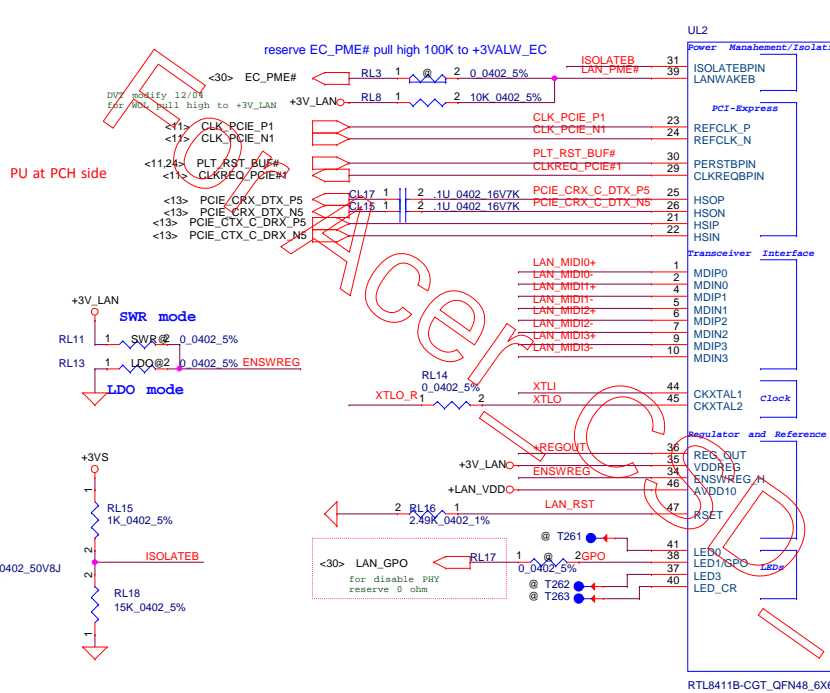 UL2
reserve EC_PME# pull high 100K to +3VALW_EC
Power Manahement/Isolati
ISOLATEB 31 ISOLATEBPIN
<30> EC_PME# RL3 1 @ 2 0_0402_5% LAN_PME# 39 LANWAKEB
DVT modify 12/04
for WOL pull high to +3V_LAN
+3V_LAN RL8 1 2 10K_0402_5%
PCI-Express
<11> CLK_PCIE_P1 CLK_PCIE_P1 23 REFCLK_P
<11> CLK_PCIE_N1 CLK_PCIE_N1 24 REFCLK_N
<11,24> PLT_RST_BUF# PLT_RST_BUF# 30 PERSTBPIN
PU at PCH side
<11> CLKREQ_PCIE#1 CLKREQ_PCIE#1 29 CLKREQBPIN
<13> PCIE_CRX_DTX_P5 CL17 1 2 .1U_0402_16V7K PCIE_CRX_C_DTX_P5 25 HSOP
<13> PCIE_CRX_DTX_N5 CL15 1 2 .1U_0402_16V7K PCIE_CRX_C_DTX_N5 26 HSON
<13> PCIE_CTX_C_DRX_P5 21 HSIP
<13> PCIE_CTX_C_DRX_N5 22 HSIN
Transceiver Interface
LAN_MIDI0+ 1 MDIP0
LAN_MIDI0- 2 MDIN0
LAN_MIDI1+ 4 MDIP1
LAN_MIDI1- 5 MDIN1
LAN_MIDI2+ 6 MDIP2
LAN_MIDI2- 7 MDIN2
LAN_MIDI3+ 9 MDIP3
LAN_MIDI3- 10 MDIN3
+3V_LAN
SWR mode
RL11 1 SWR@ 2 0_0402_5%
RL13 1 LDO@ 2 0_0402_5% ENSWREG
LDO mode
RL14
0_0402_5%
XTLI 44 CKXTAL1
XTLO_R 1 2 XTLO 45 CKXTAL2
Clock
Regulator and Reference
+REGOUT 36 REG_OUT
+3V_LAN 35 VDDREG
ENSWREG 34 ENSWREG_H
+LAN_VDD 46 AVDD10
2 RL16 1 LAN_RST 47 RSET
2.49K_0402_1%
+3VS
1
RL15
1K_0402_5%
2
ISOLATEB
0402_50V8J
2
RL18
15K_0402_5%
1
@ T261 41 LED0
<30> LAN_GPO RL17 1 @ 2 GPO 38 LED1/GPO
0_0402_5%
for disable PHY
reserve 0 ohm
@ T262 37 LED3
@ T263 40 LED_CR
LEDs
RTL8411B-CGT_QFN48_6X6
For Acer_CSD_